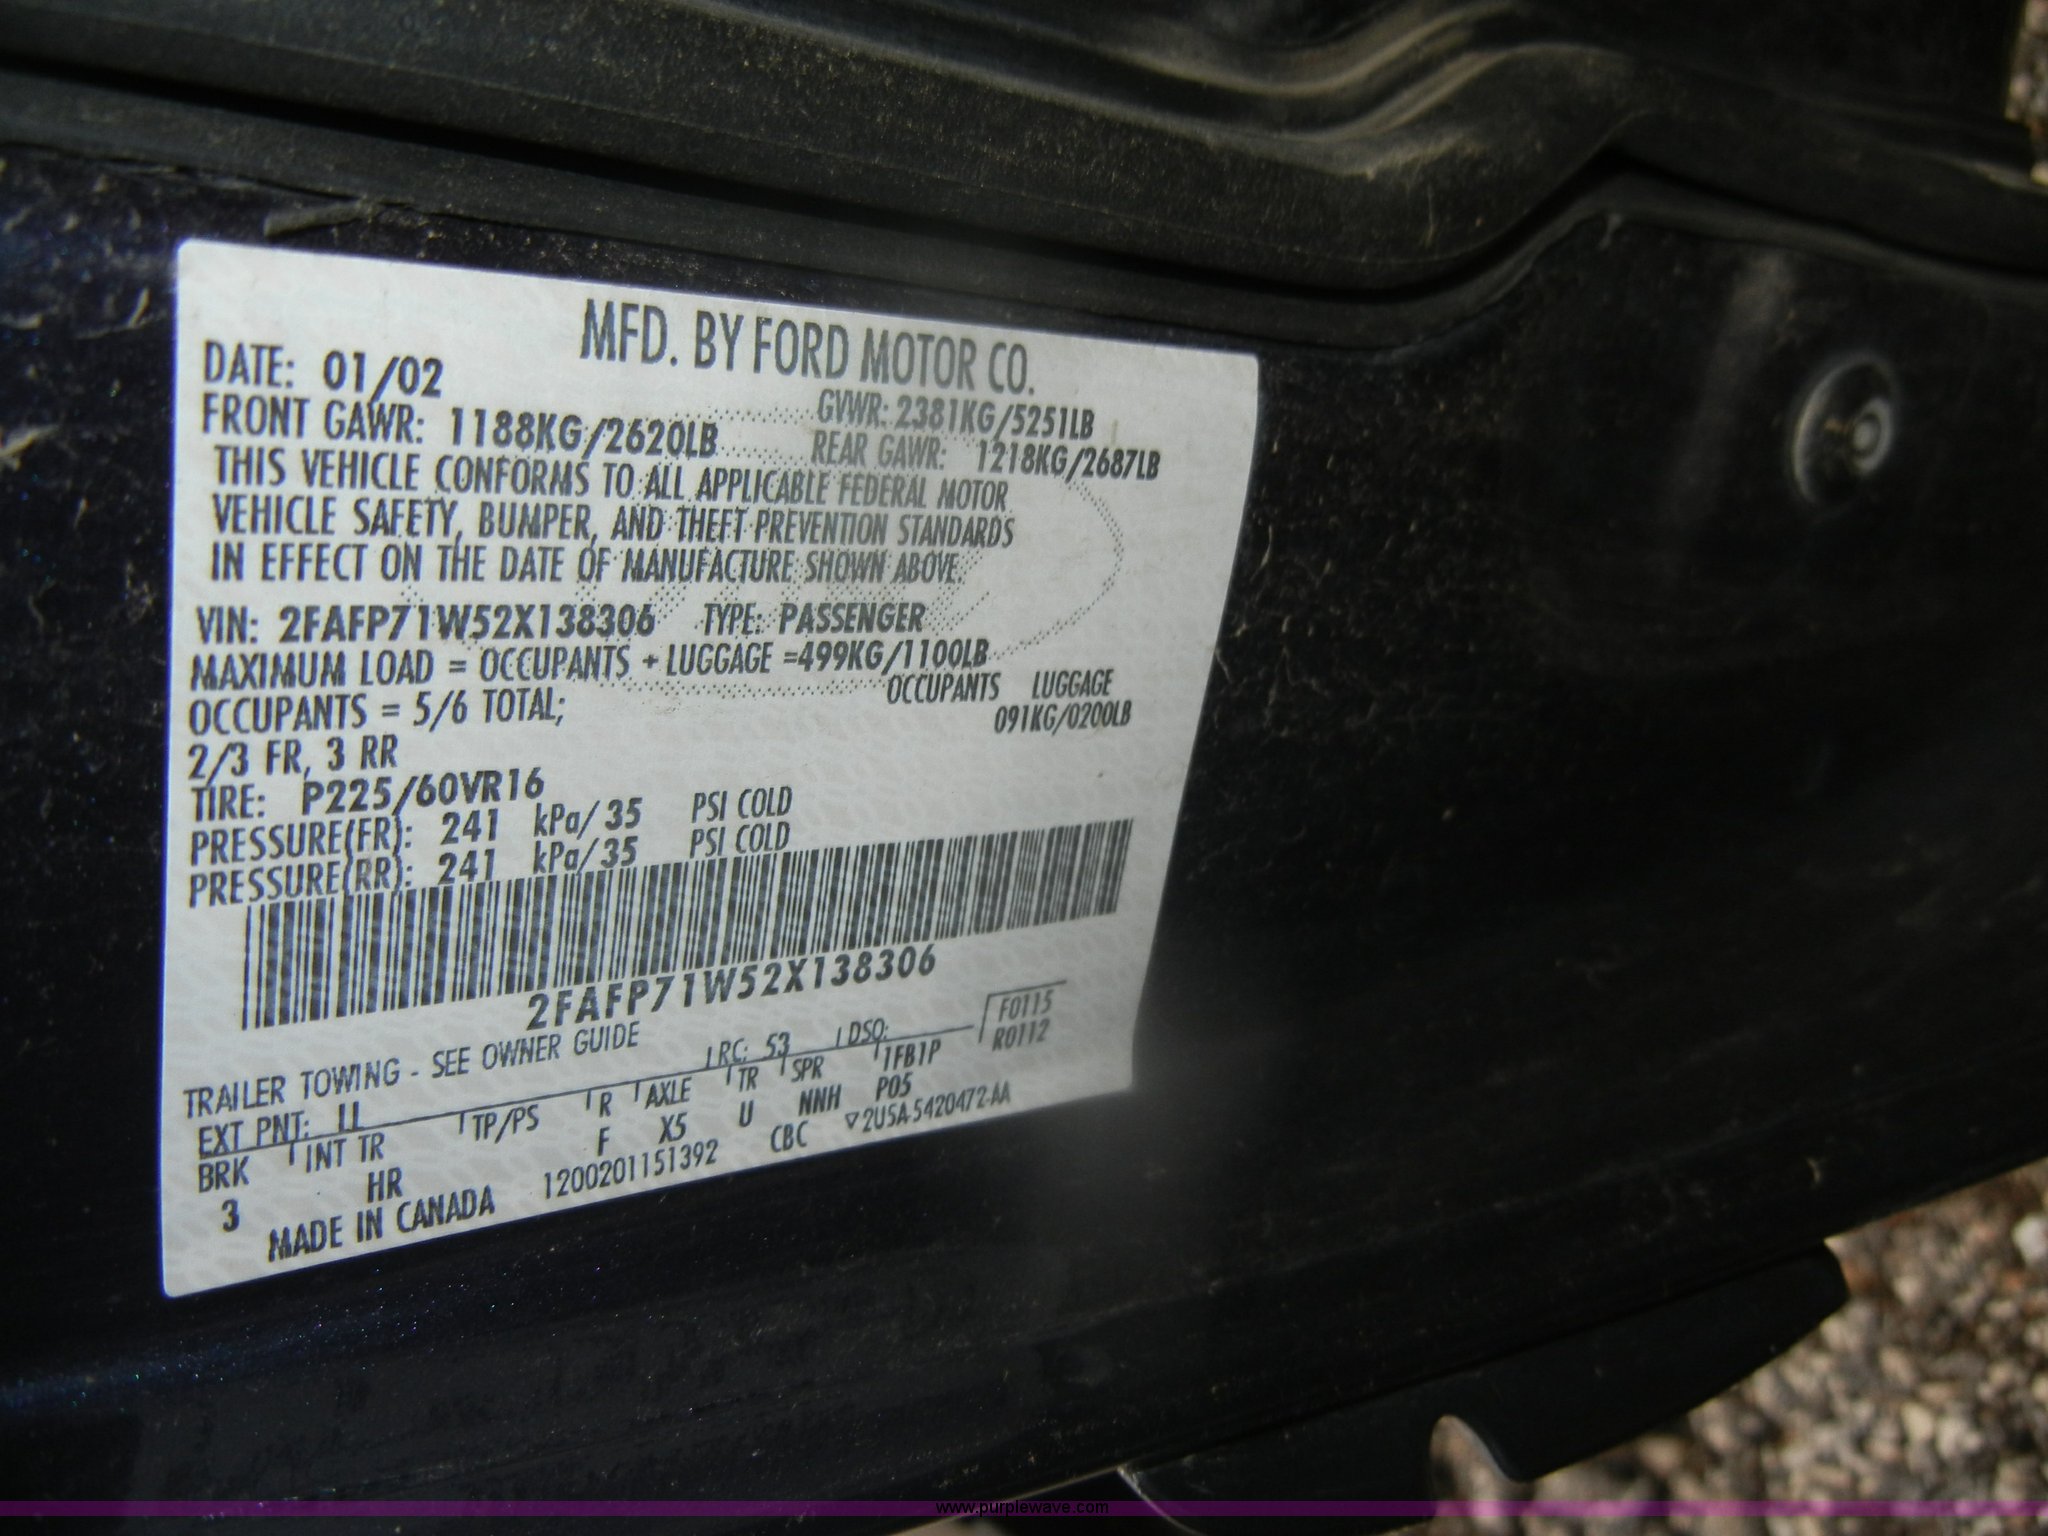 MFD. BY FORD MOTOR CO.
DATE: 01/02
GVWR: 2381KG/5251LB
FRONT GAWR: 1188KG/2620LB REAR GAWR: 1218KG/2687LB
THIS VEHICLE CONFORMS TO ALL APPLICABLE FEDERAL MOTOR
VEHICLE SAFETY, BUMPER, AND THEFT PREVENTION STANDARDS
IN EFFECT ON THE DATE OF MANUFACTURE SHOWN ABOVE.
VIN: 2FAFP71W52X138306 TYPE: PASSENGER
MAXIMUM LOAD = OCCUPANTS + LUGGAGE =499KG/1100LB
OCCUPANTS LUGGAGE
OCCUPANTS = 5/6 TOTAL; 091KG/0200LB
2/3 FR, 3 RR
TIRE: P225/60VR16
PRESSURE(FR): 241 kPa/ 35 PSI COLD
PRESSURE(RR): 241 kPa/ 35 PSI COLD
2FAFP71W52X138306
TRAILER TOWING - SEE OWNER GUIDE
F0115
R0112
EXT PNT: LL RC: 53 DSO:
BRK INT TR TP/PS R AXLE TR SPR 1FB1P
3 HR F X5 U NNH P05
MADE IN CANADA 1200201151392 CBC ▽2USA-5420472-AA
www.purplewave.com